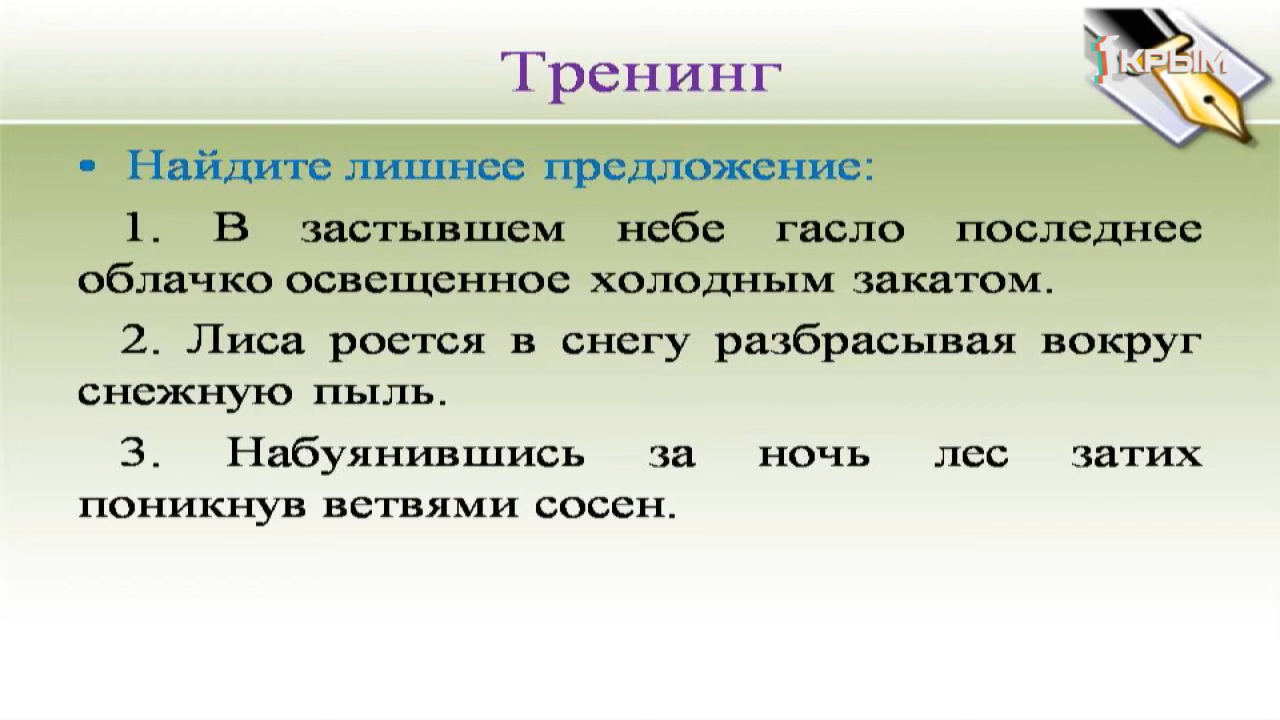 Тренинг
КРЫМ
• Найдите лишнее предложение:
1. В застывшем небе гасло последнее
облачко освещенное холодным закатом.
2. Лиса роется в снегу разбрасывая вокруг
снежную пыль.
3. Набуянившись за ночь лес затих
поникнув ветвями сосен.